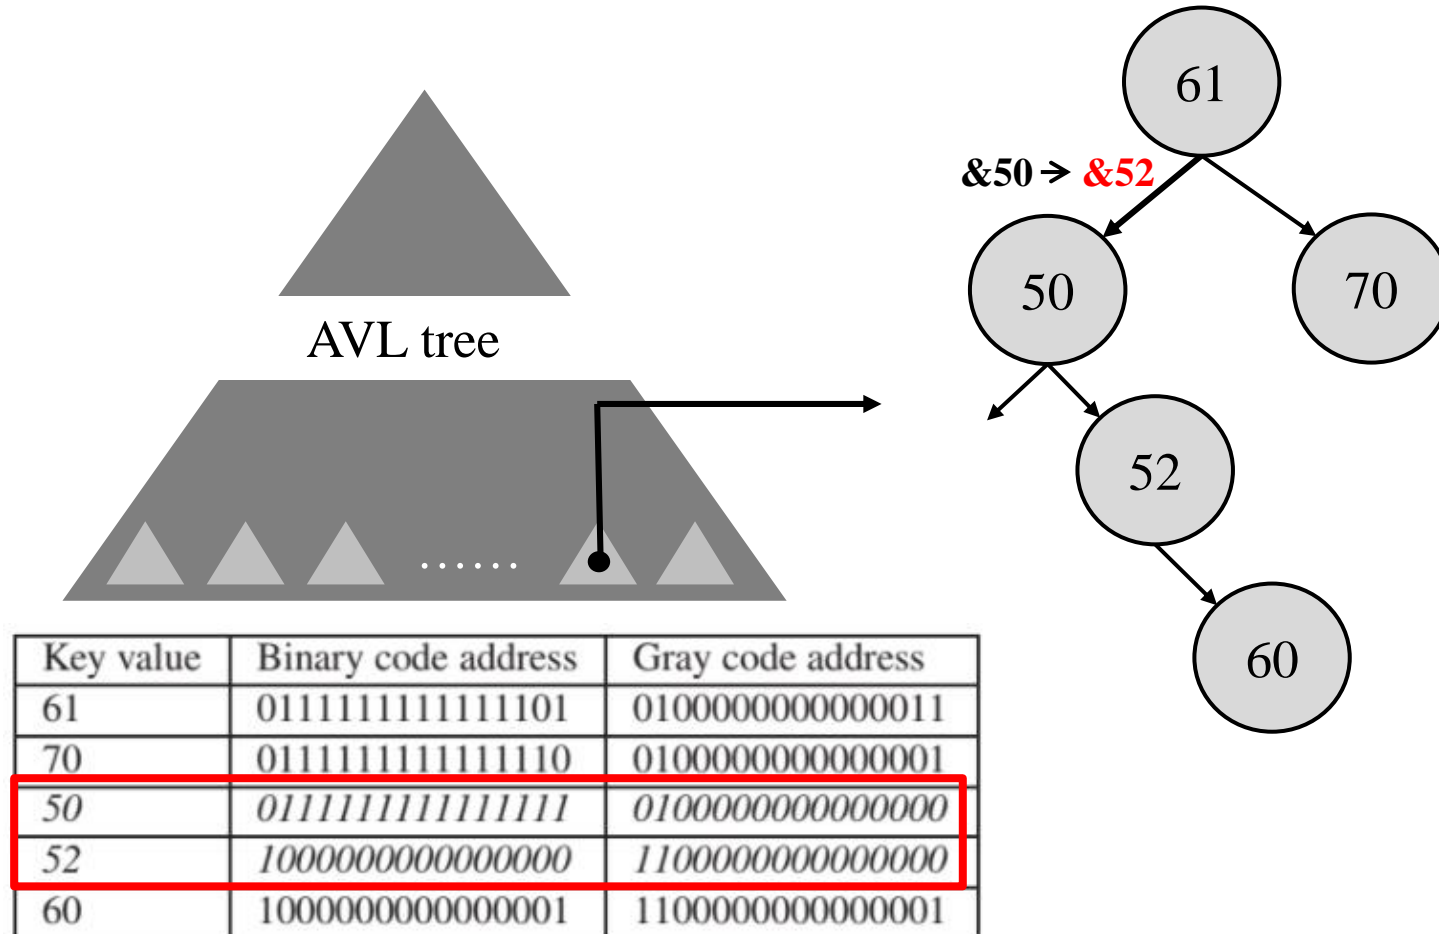 61
&50 → &52
50
70
AVL tree
52
......
60
Key value Binary code address Gray code address
61 0111111111111101 0100000000000011
70 0111111111111110 0100000000000001
50 0111111111111111 0100000000000000
52 1000000000000000 1100000000000000
60 1000000000000001 1100000000000001